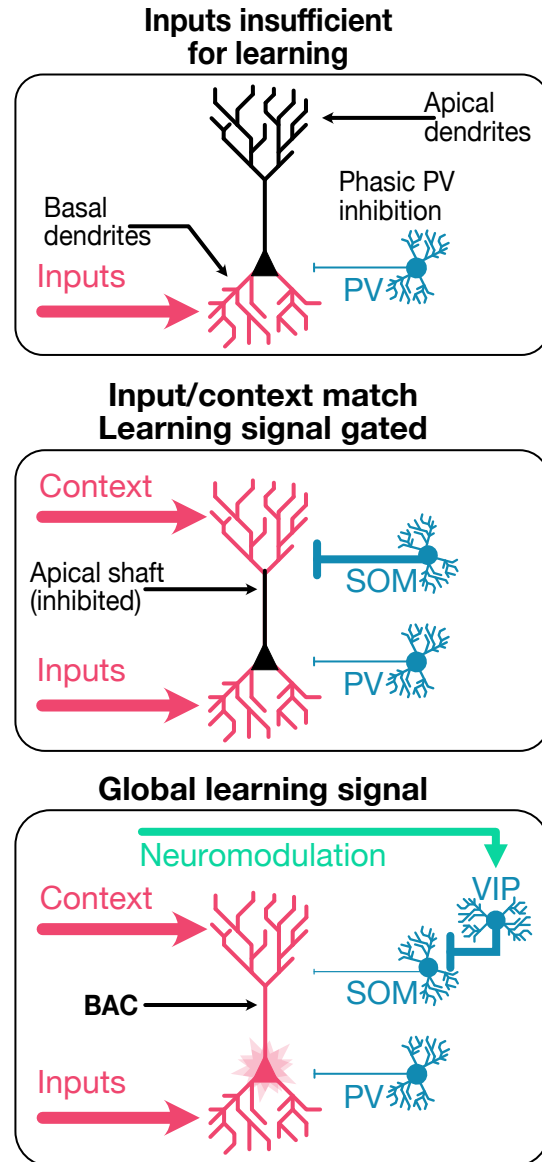 Inputs insufficient
for learning
Apical
dendrites
Phasic PV
inhibition
Basal
dendrites
Inputs
PV
Input/context match
Learning signal gated
Context
SOM
Apical shaft
(inhibited)
Inputs
PV
Global learning signal
Neuromodulation
VIP
Context
SOM
BAC
Inputs
PV